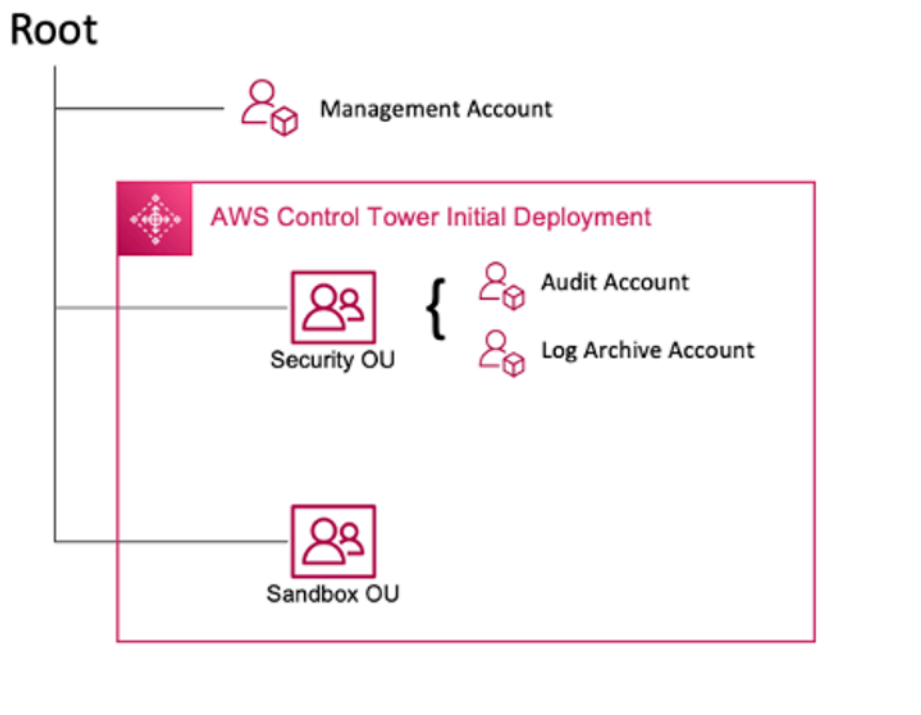 Root
Management Account
AWS Control Tower Initial Deployment
Audit Account
Security OU
Log Archive Account
Sandbox OU